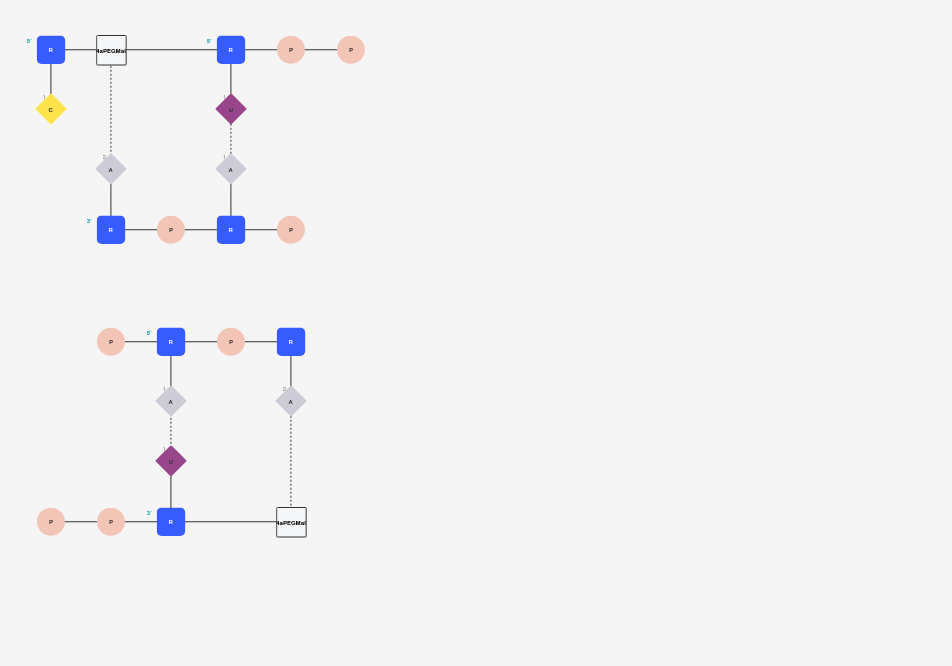 5' R 4aPEGMal 5' R P P
1 C 1 U
2 A 1 A
3' R P R P
P 5' R P R
1 A 2 A
1 U
P P 3' R 4aPEGMal